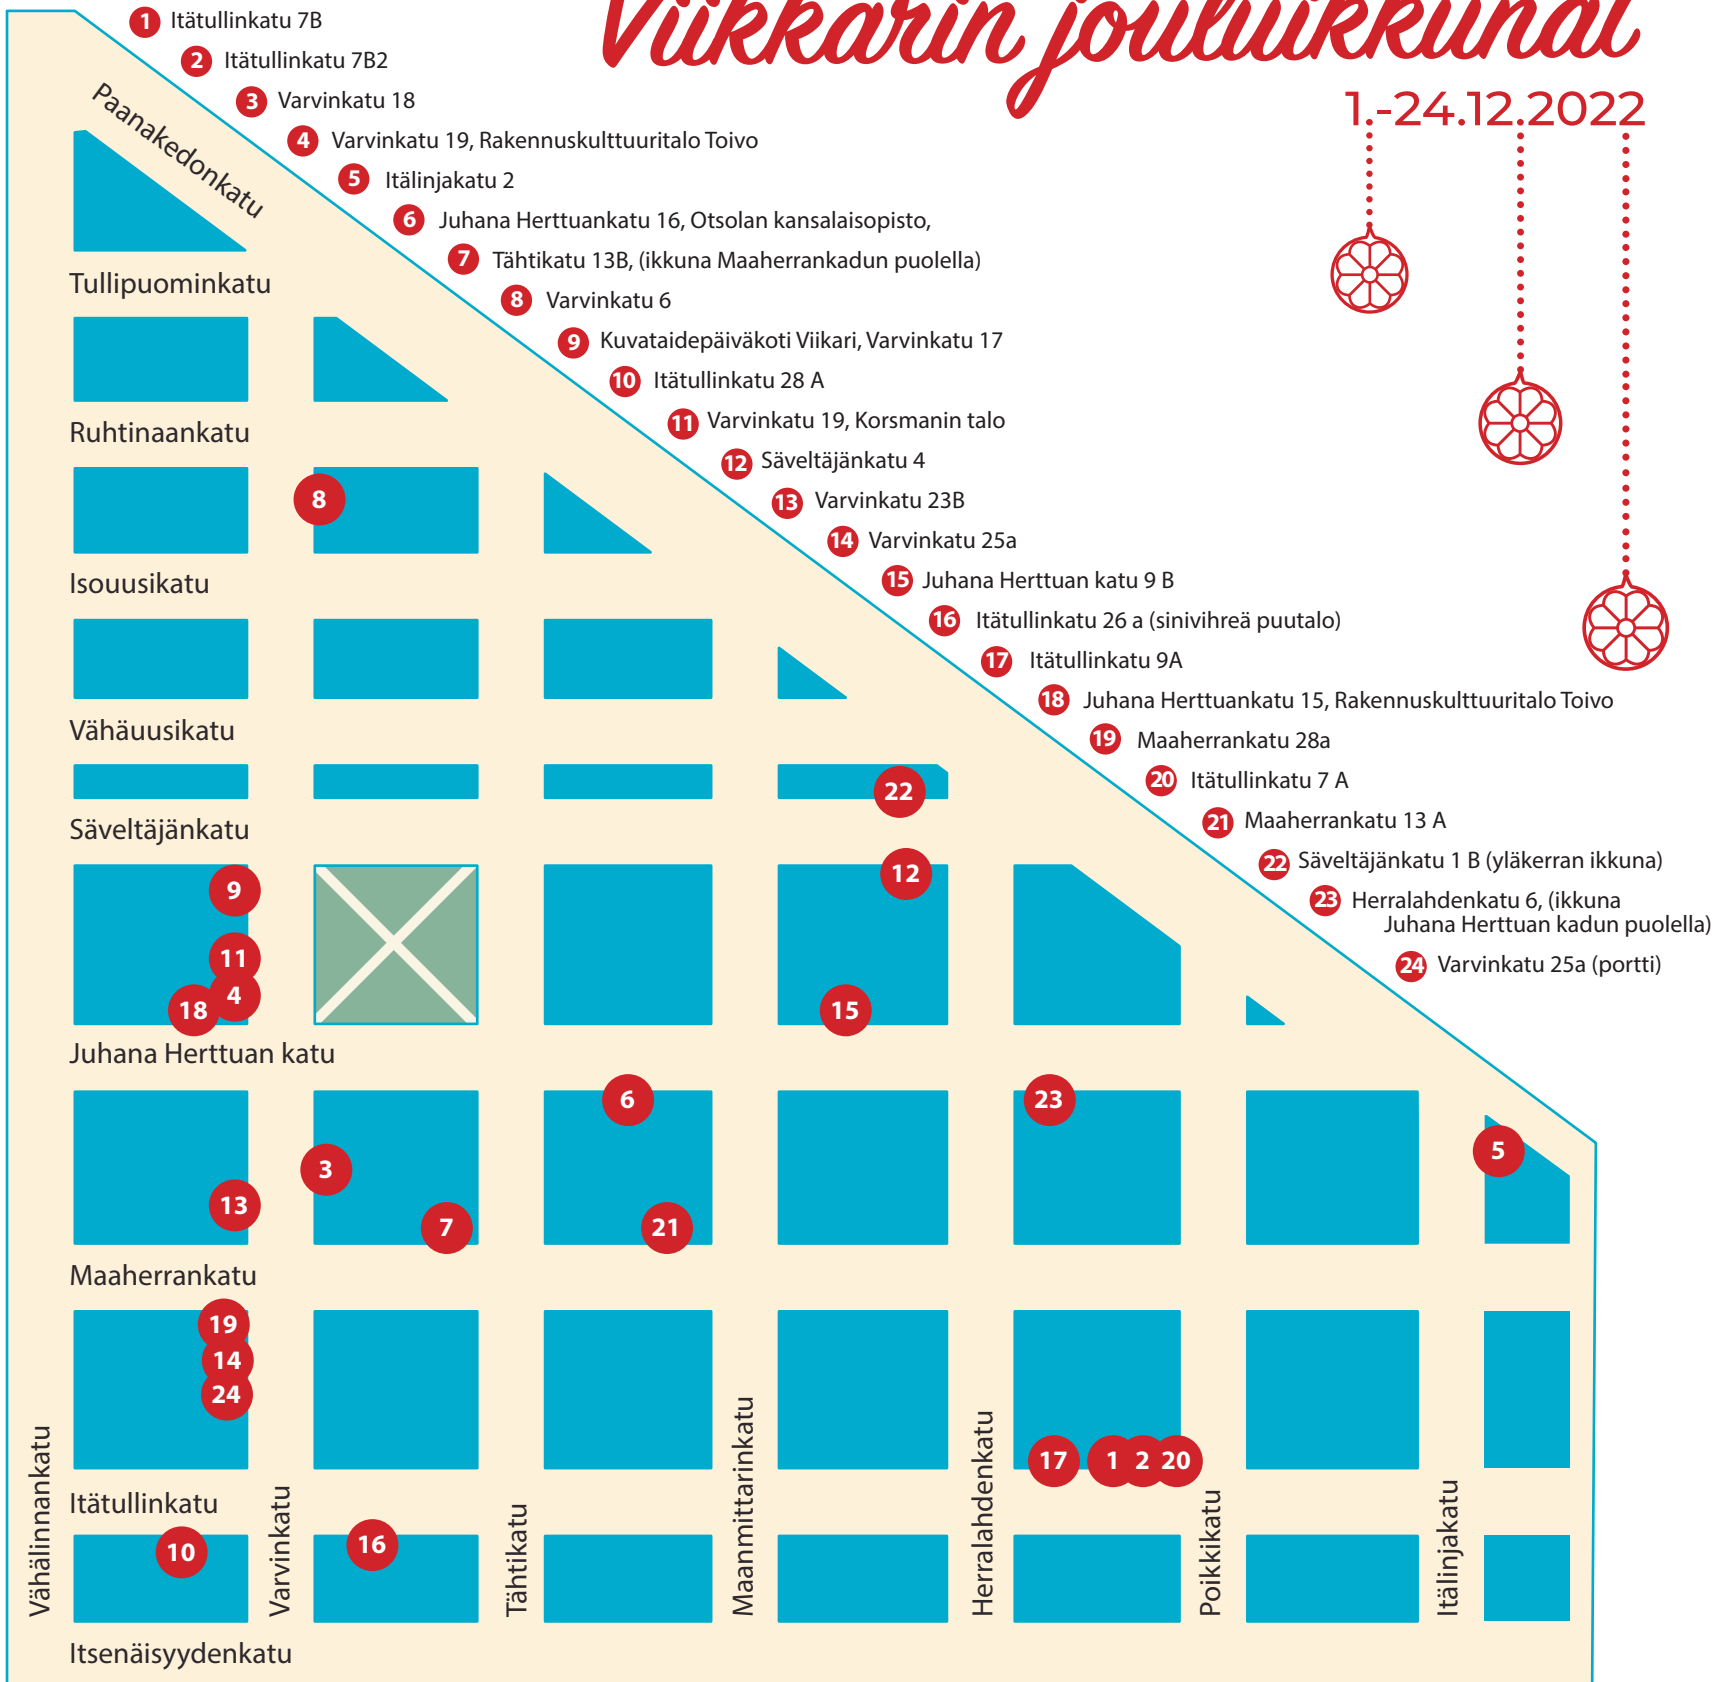 Viikkarin jouluikkunat
1.-24.12.2022
1 Itätullinkatu 7B
2 Itätullinkatu 7B2
3 Varvinkatu 18
4 Varvinkatu 19, Rakennuskulttuuritalo Toivo
5 Itälinjakatu 2
6 Juhana Herttuankatu 16, Otsolan kansalaisopisto,
7 Tähtikatu 13B, (ikkuna Maaherrankadun puolella)
8 Varvinkatu 6
9 Kuvataidepäiväkoti Viikari, Varvinkatu 17
10 Itätullinkatu 28 A
11 Varvinkatu 19, Korsmanin talo
12 Säveltäjänkatu 4
13 Varvinkatu 23B
14 Varvinkatu 25a
15 Juhana Herttuan katu 9 B
16 Itätullinkatu 26 a (sinivihreä puutalo)
17 Itätullinkatu 9A
18 Juhana Herttuankatu 15, Rakennuskulttuuritalo Toivo
19 Maaherrankatu 28a
20 Itätullinkatu 7 A
21 Maaherrankatu 13 A
22 Säveltäjänkatu 1 B (yläkerran ikkuna)
23 Herralahdenkatu 6, (ikkuna
Juhana Herttuan kadun puolella)
24 Varvinkatu 25a (portti)
Paanakedonkatu
Tullipuominkatu
Ruhtinaankatu
8
Isouusikatu
Vähäuusikatu
22
Säveltäjänkatu
9
12
11
4
18
15
Juhana Herttuan katu
6
23
3
5
13
7
21
Maaherrankatu
19
14
24
17
1
2
20
Itätullinkatu
10
16
Vähälinnankatu
Varvinkatu
Tähtikatu
Maanmittarinkatu
Herralahdenkatu
Poikkikatu
Itälinjakatu
Itsenäisyydenkatu